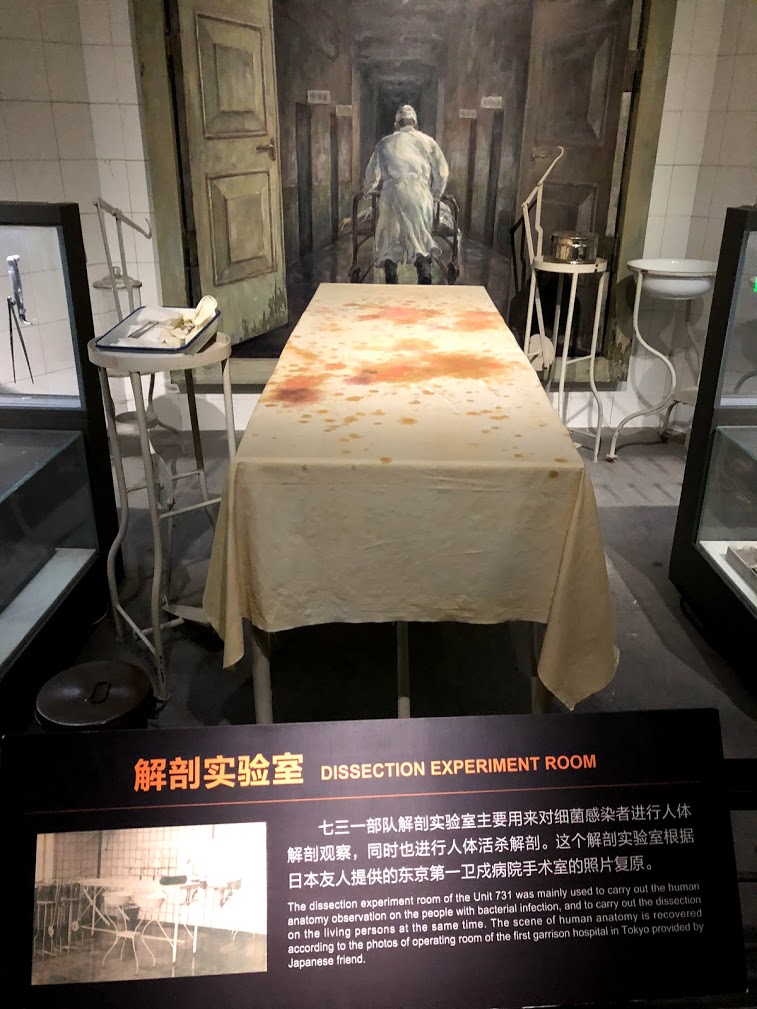 解剖实验室 DISSECTION EXPERIMENT ROOM
七三一部队解剖实验室主要用来对细菌感染者进行人体
解剖观察，同时也进行人体活杀解剖。这个解剖实验室根据
日本友人提供的东京第一卫戍病院手术室的照片复原。
The dissection experiment room of the Unit 731 was mainly used to carry out the human
anatomy observation on the people with bacterial infection, and to carry out the dissection
on the living persons at the same time. The scene of human anatomy is recovered
according to the photos of operating room of the first garrison hospital in Tokyo provided by
Japanese friend.